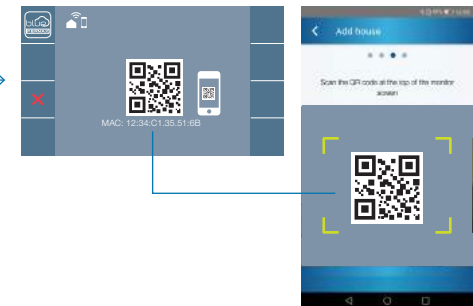 blue
MAC: 12:34:C1.35.51:6B
Add house
Scan the QR code at the top of the monitor
screen